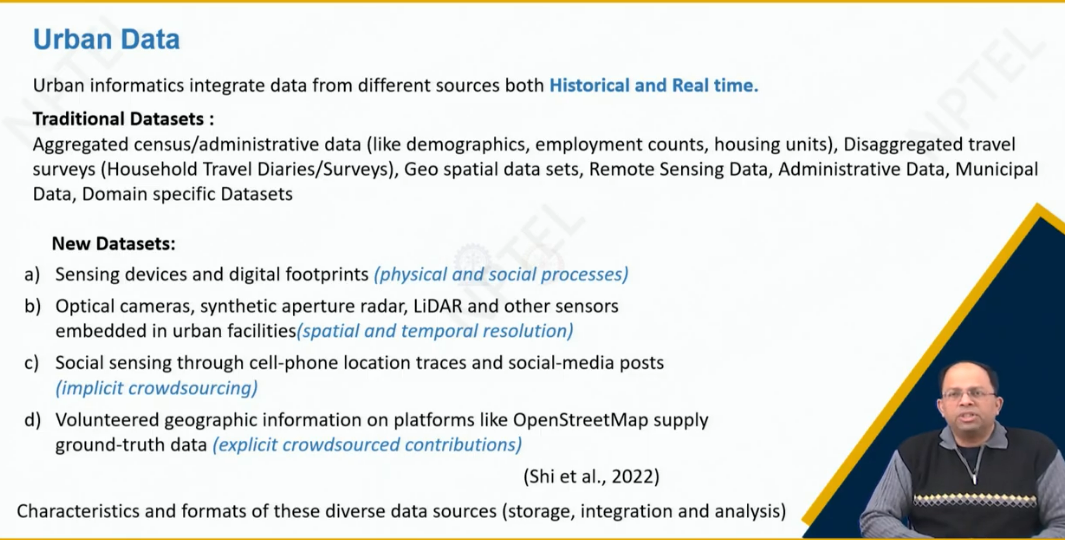 Urban Data
Urban informatics integrate data from different sources both Historical and Real time.
Traditional Datasets :
Aggregated census/administrative data (like demographics, employment counts, housing units), Disaggregated travel
surveys (Household Travel Diaries/Surveys), Geo spatial data sets, Remote Sensing Data, Administrative Data, Municipal
Data, Domain specific Datasets
New Datasets:
a) Sensing devices and digital footprints (physical and social processes)
b) Optical cameras, synthetic aperture radar, LiDAR and other sensors
embedded in urban facilities(spatial and temporal resolution)
c) Social sensing through cell-phone location traces and social-media posts
(implicit crowdsourcing)
d) Volunteered geographic information on platforms like OpenStreetMap supply
ground-truth data (explicit crowdsourced contributions)
(Shi et al., 2022)
Characteristics and formats of these diverse data sources (storage, integration and analysis)
NPTEL
NPTEL
NPTEL